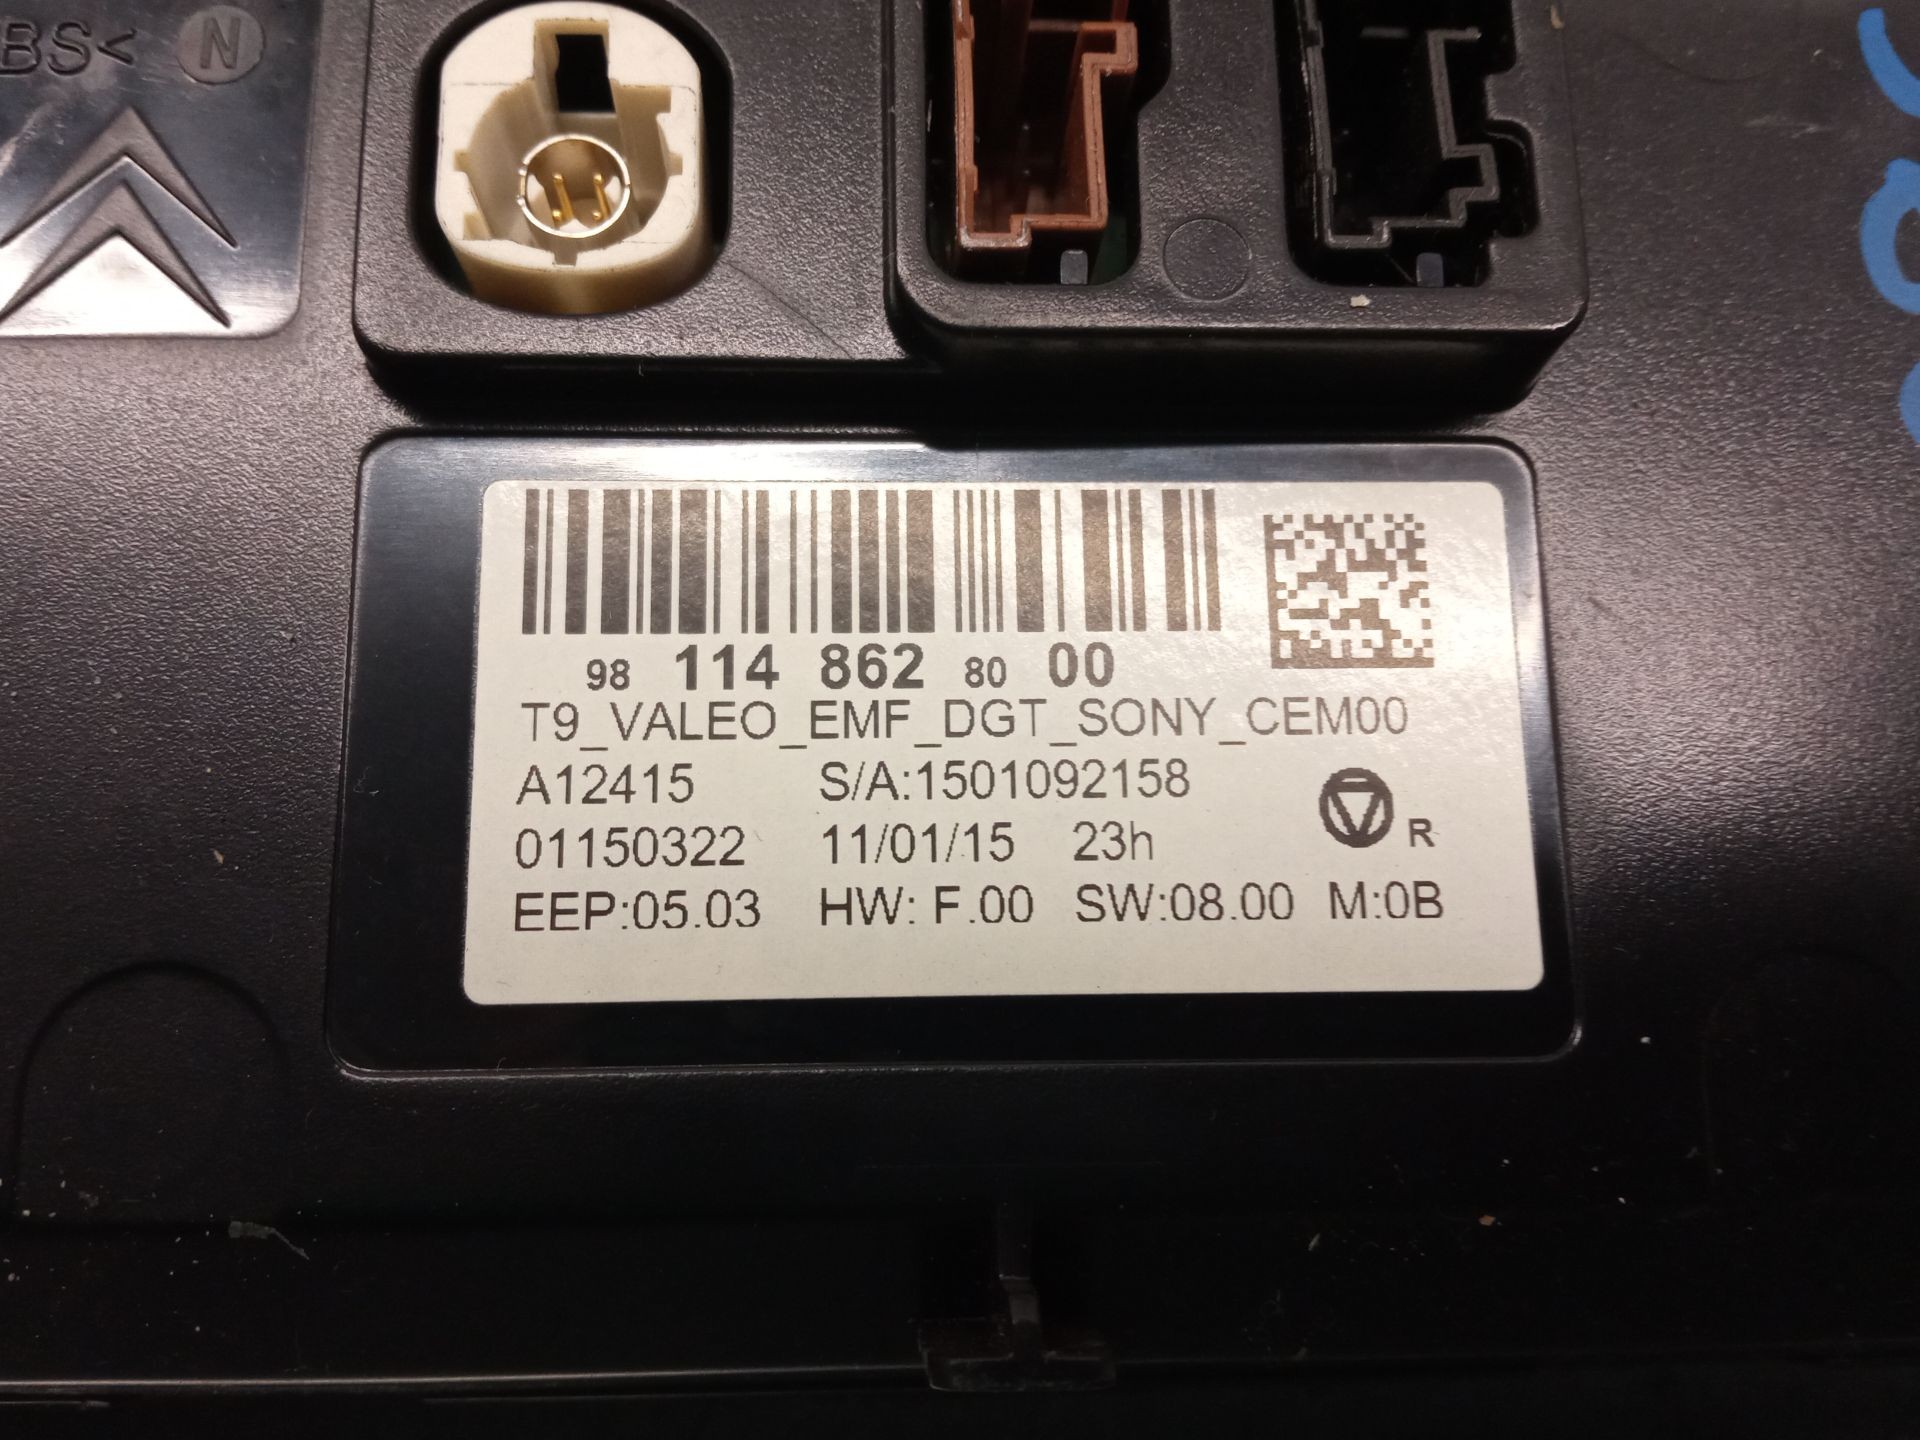 BS< N
98 114 862 80 00
T9_VALEO_EMF_DGT_SONY_CEM00
A12415 S/A:1501092158
01150322 11/01/15 23h R
EEP:05.03 HW: F.00 SW:08.00 M:0B